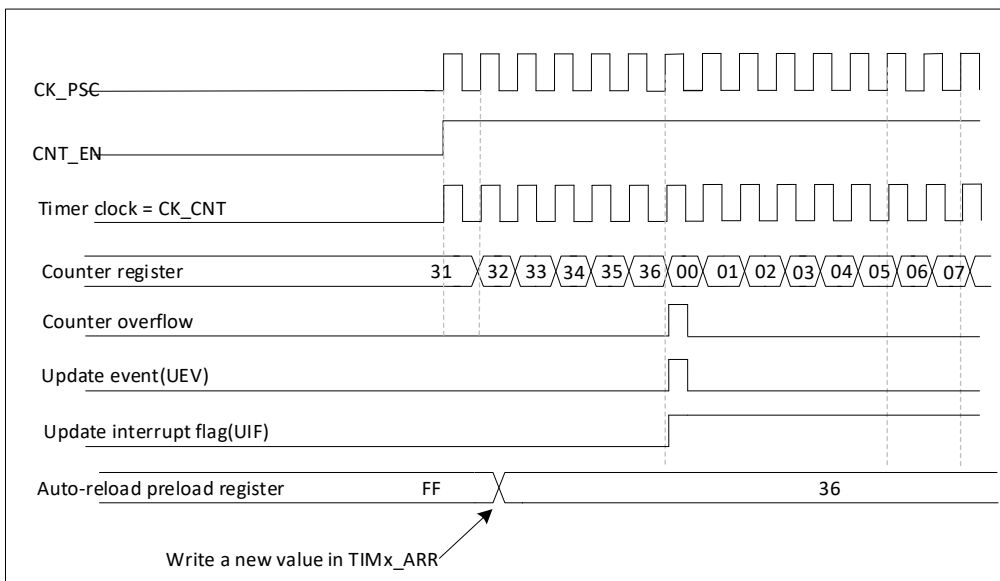 CK_PSC
CNT_EN
Timer clock = CK_CNT
Counter register 31 32 33 34 35 36 00 01 02 03 04 05 06 07
Counter overflow
Update event(UEV)
Update interrupt flag(UIF)
Auto-reload preload register FF 36
Write a new value in TIMx_ARR